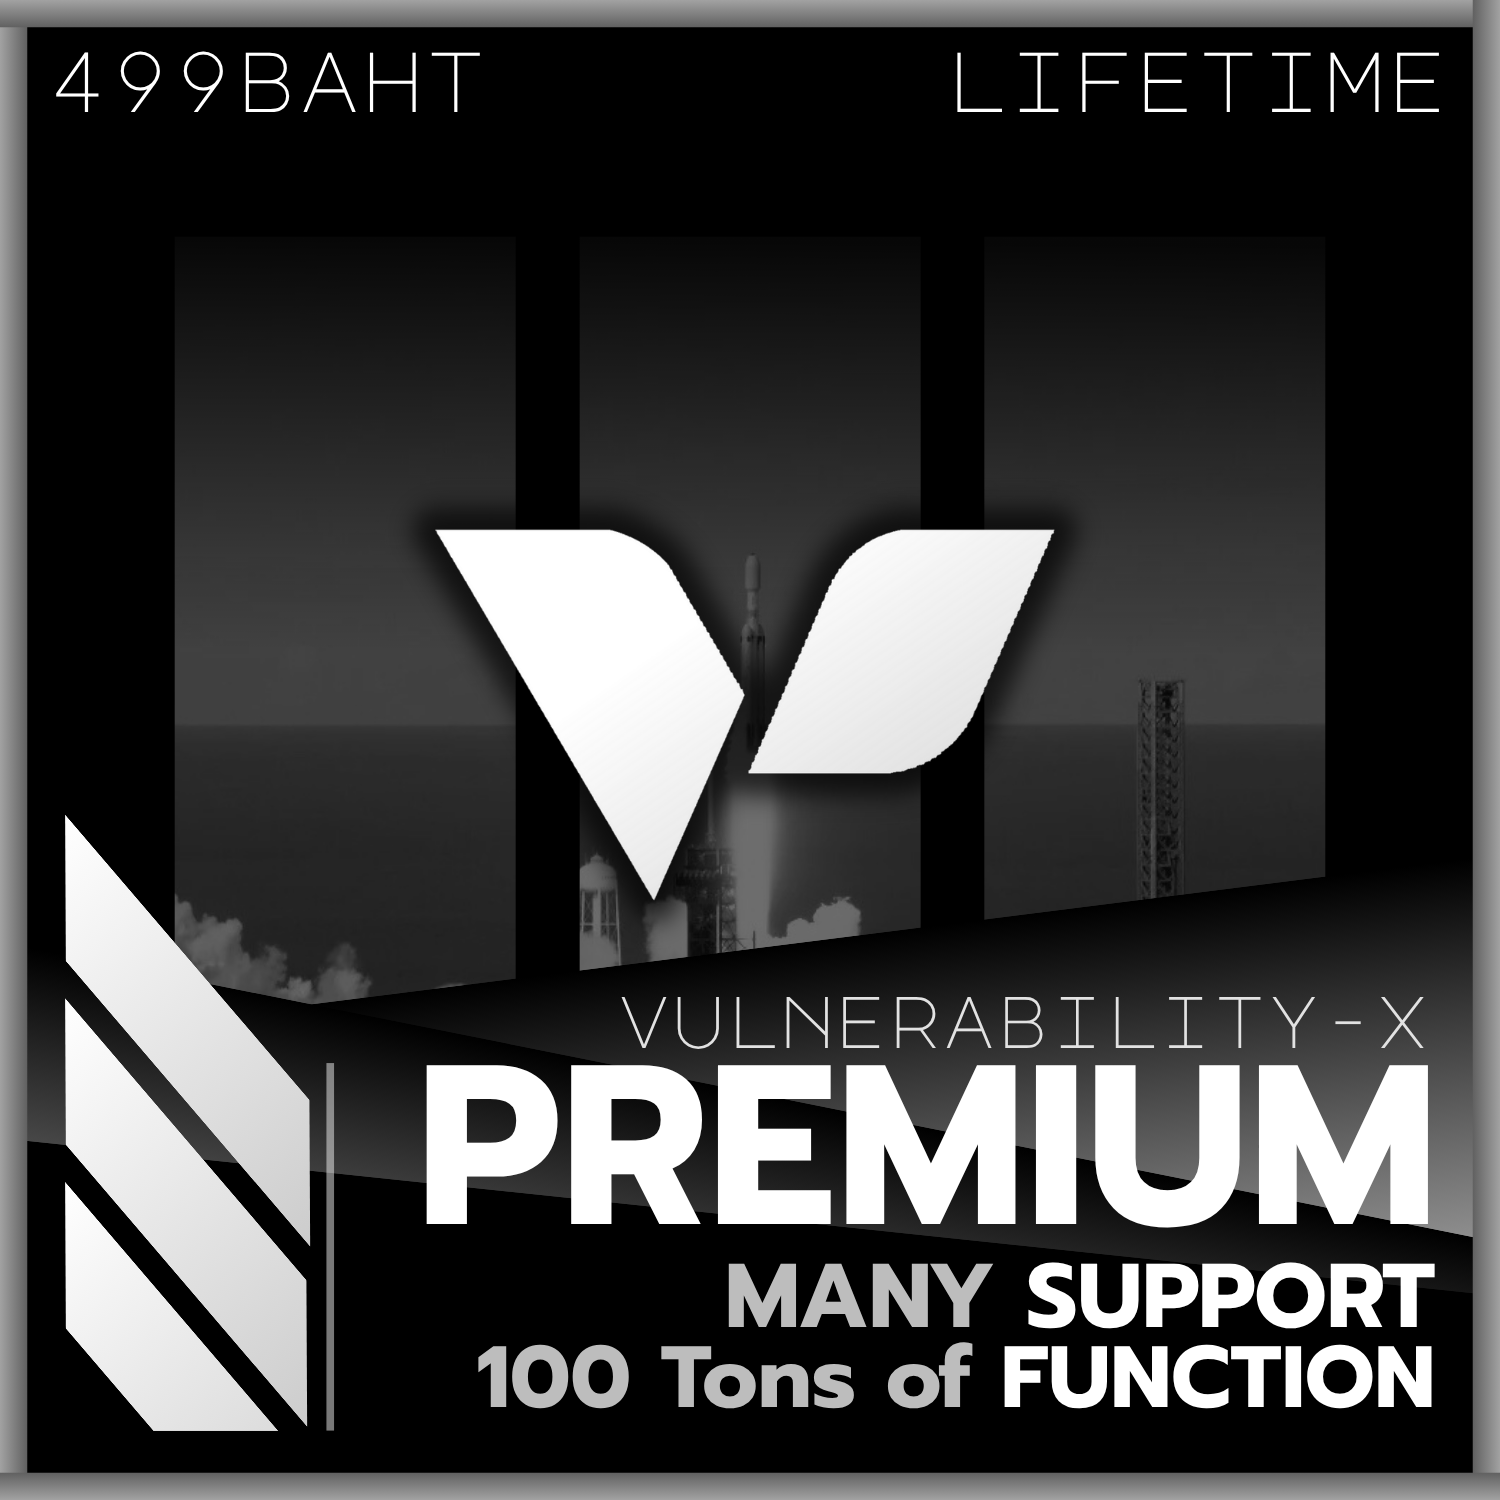 499BAHT
LIFETIME
VULNERABILITY-X
PREMIUM
MANY SUPPORT
100 Tons of FUNCTION